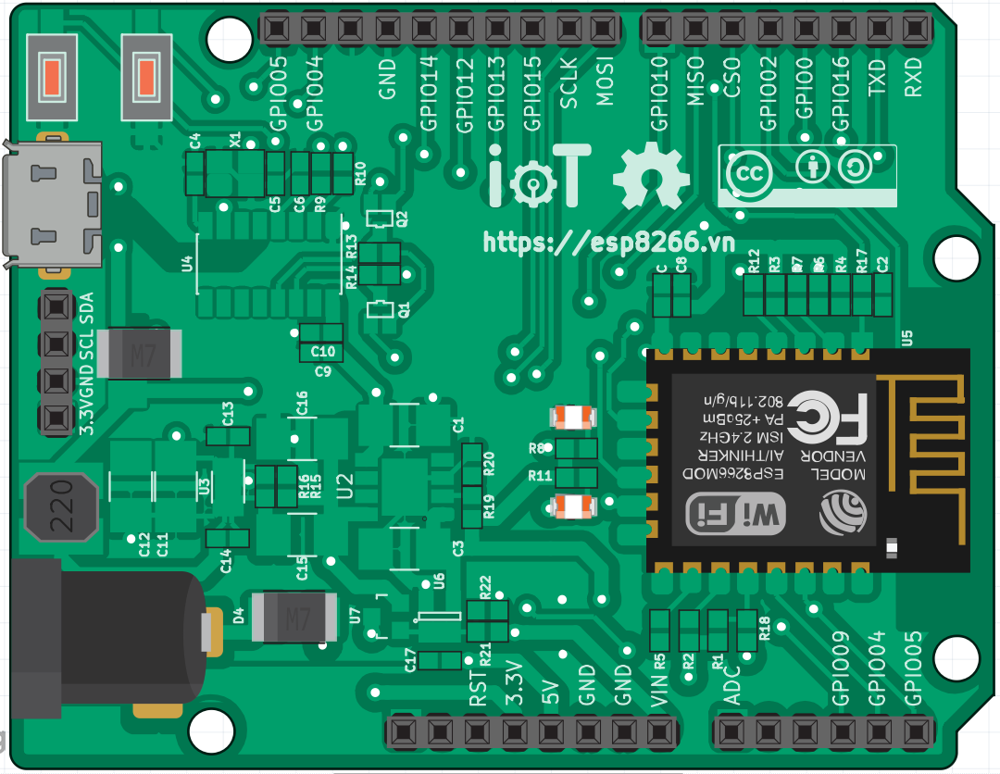 GPIO05
GPIO04
GND
GPIO14
GPIO12
GPIO13
GPIO15
SCLK
MOSI
GPIO10
MISO
CS0
GPIO02
GPIO0
GPIO16
TXD
RXD
C4
X1
C5
C6
R9
R10
Q2
R13
R14
Q1
U4
C10
C9
ioT
cc
https://esp8266.vn
C
C8
R12
R3
R4
R17
C2
U5
SDA
SCL
GND
3.3V
M7
220
C13
C16
C1
U3
R16
R15
U2
R20
R19
C12
C11
C14
C15
C3
R8
R11
802.11b/g/n
PA +25dBm
ISM 2.4GHz
AI/THINKER
ESP8266MOD
FC
VENDOR
MODEL
WiFi
D4
M7
U7
U6
R22
R21
C17
R5
R2
R1
R18
RST
3.3V
5V
GND
GND
VIN
ADC
GPIO09
GPIO04
GPIO05